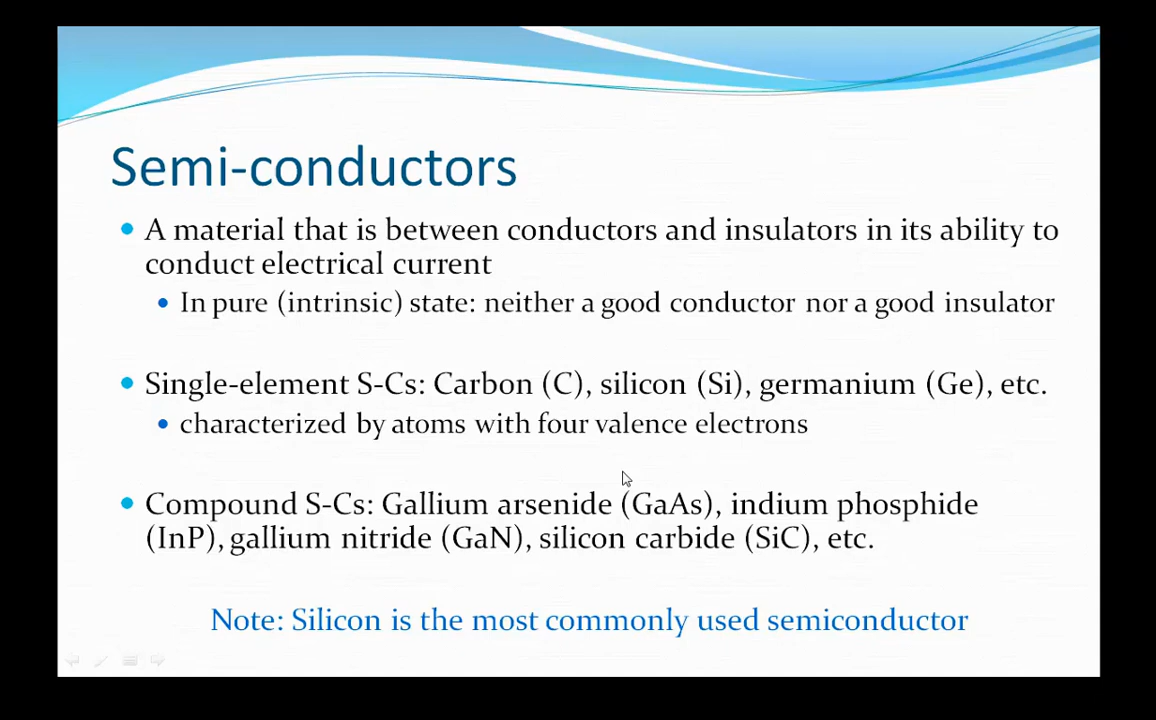 Semi-conductors
• A material that is between conductors and insulators in its ability to
conduct electrical current
• In pure (intrinsic) state: neither a good conductor nor a good insulator
• Single-element S-Cs: Carbon (C), silicon (Si), germanium (Ge), etc.
• characterized by atoms with four valence electrons
• Compound S-Cs: Gallium arsenide (GaAs), indium phosphide
(InP), gallium nitride (GaN), silicon carbide (SiC), etc.
Note: Silicon is the most commonly used semiconductor